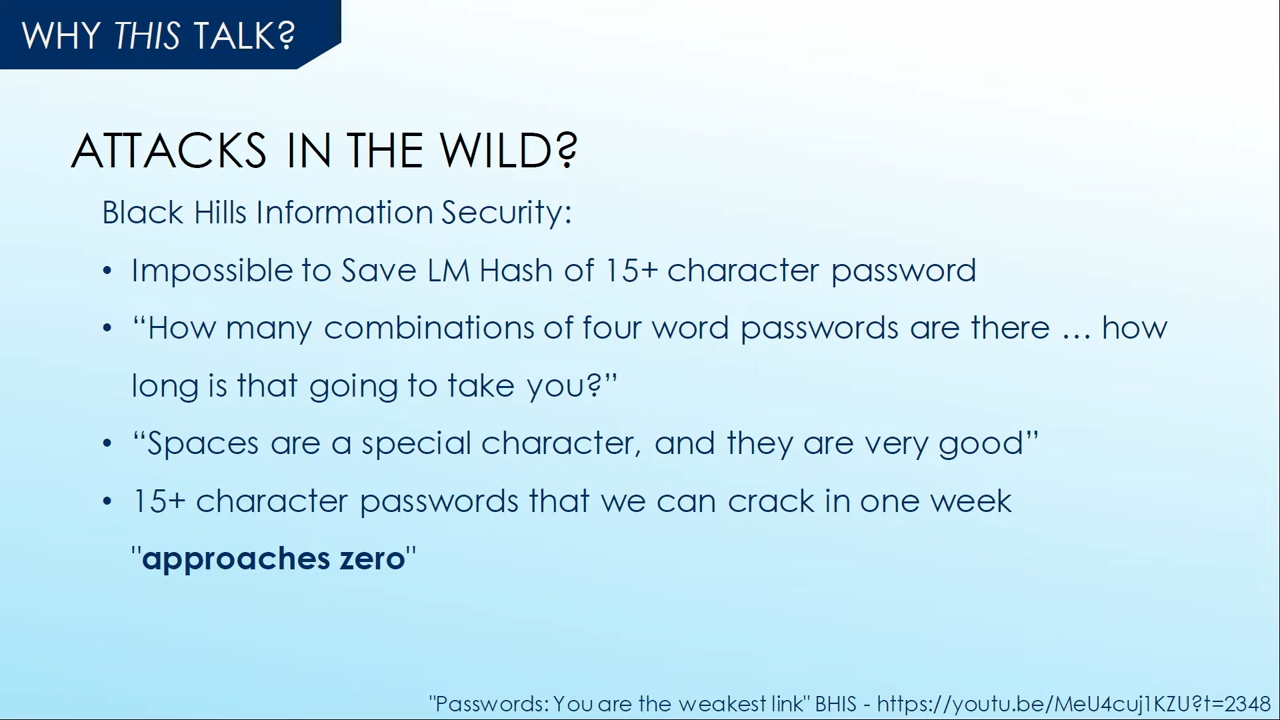 WHY THIS TALK?
ATTACKS IN THE WILD?
Black Hills Information Security:
• Impossible to Save LM Hash of 15+ character password
• “How many combinations of four word passwords are there … how
long is that going to take you?”
• “Spaces are a special character, and they are very good”
• 15+ character passwords that we can crack in one week
"approaches zero"
"Passwords: You are the weakest link" BHIS - https://youtu.be/MeU4cuj1KZU?t=2348